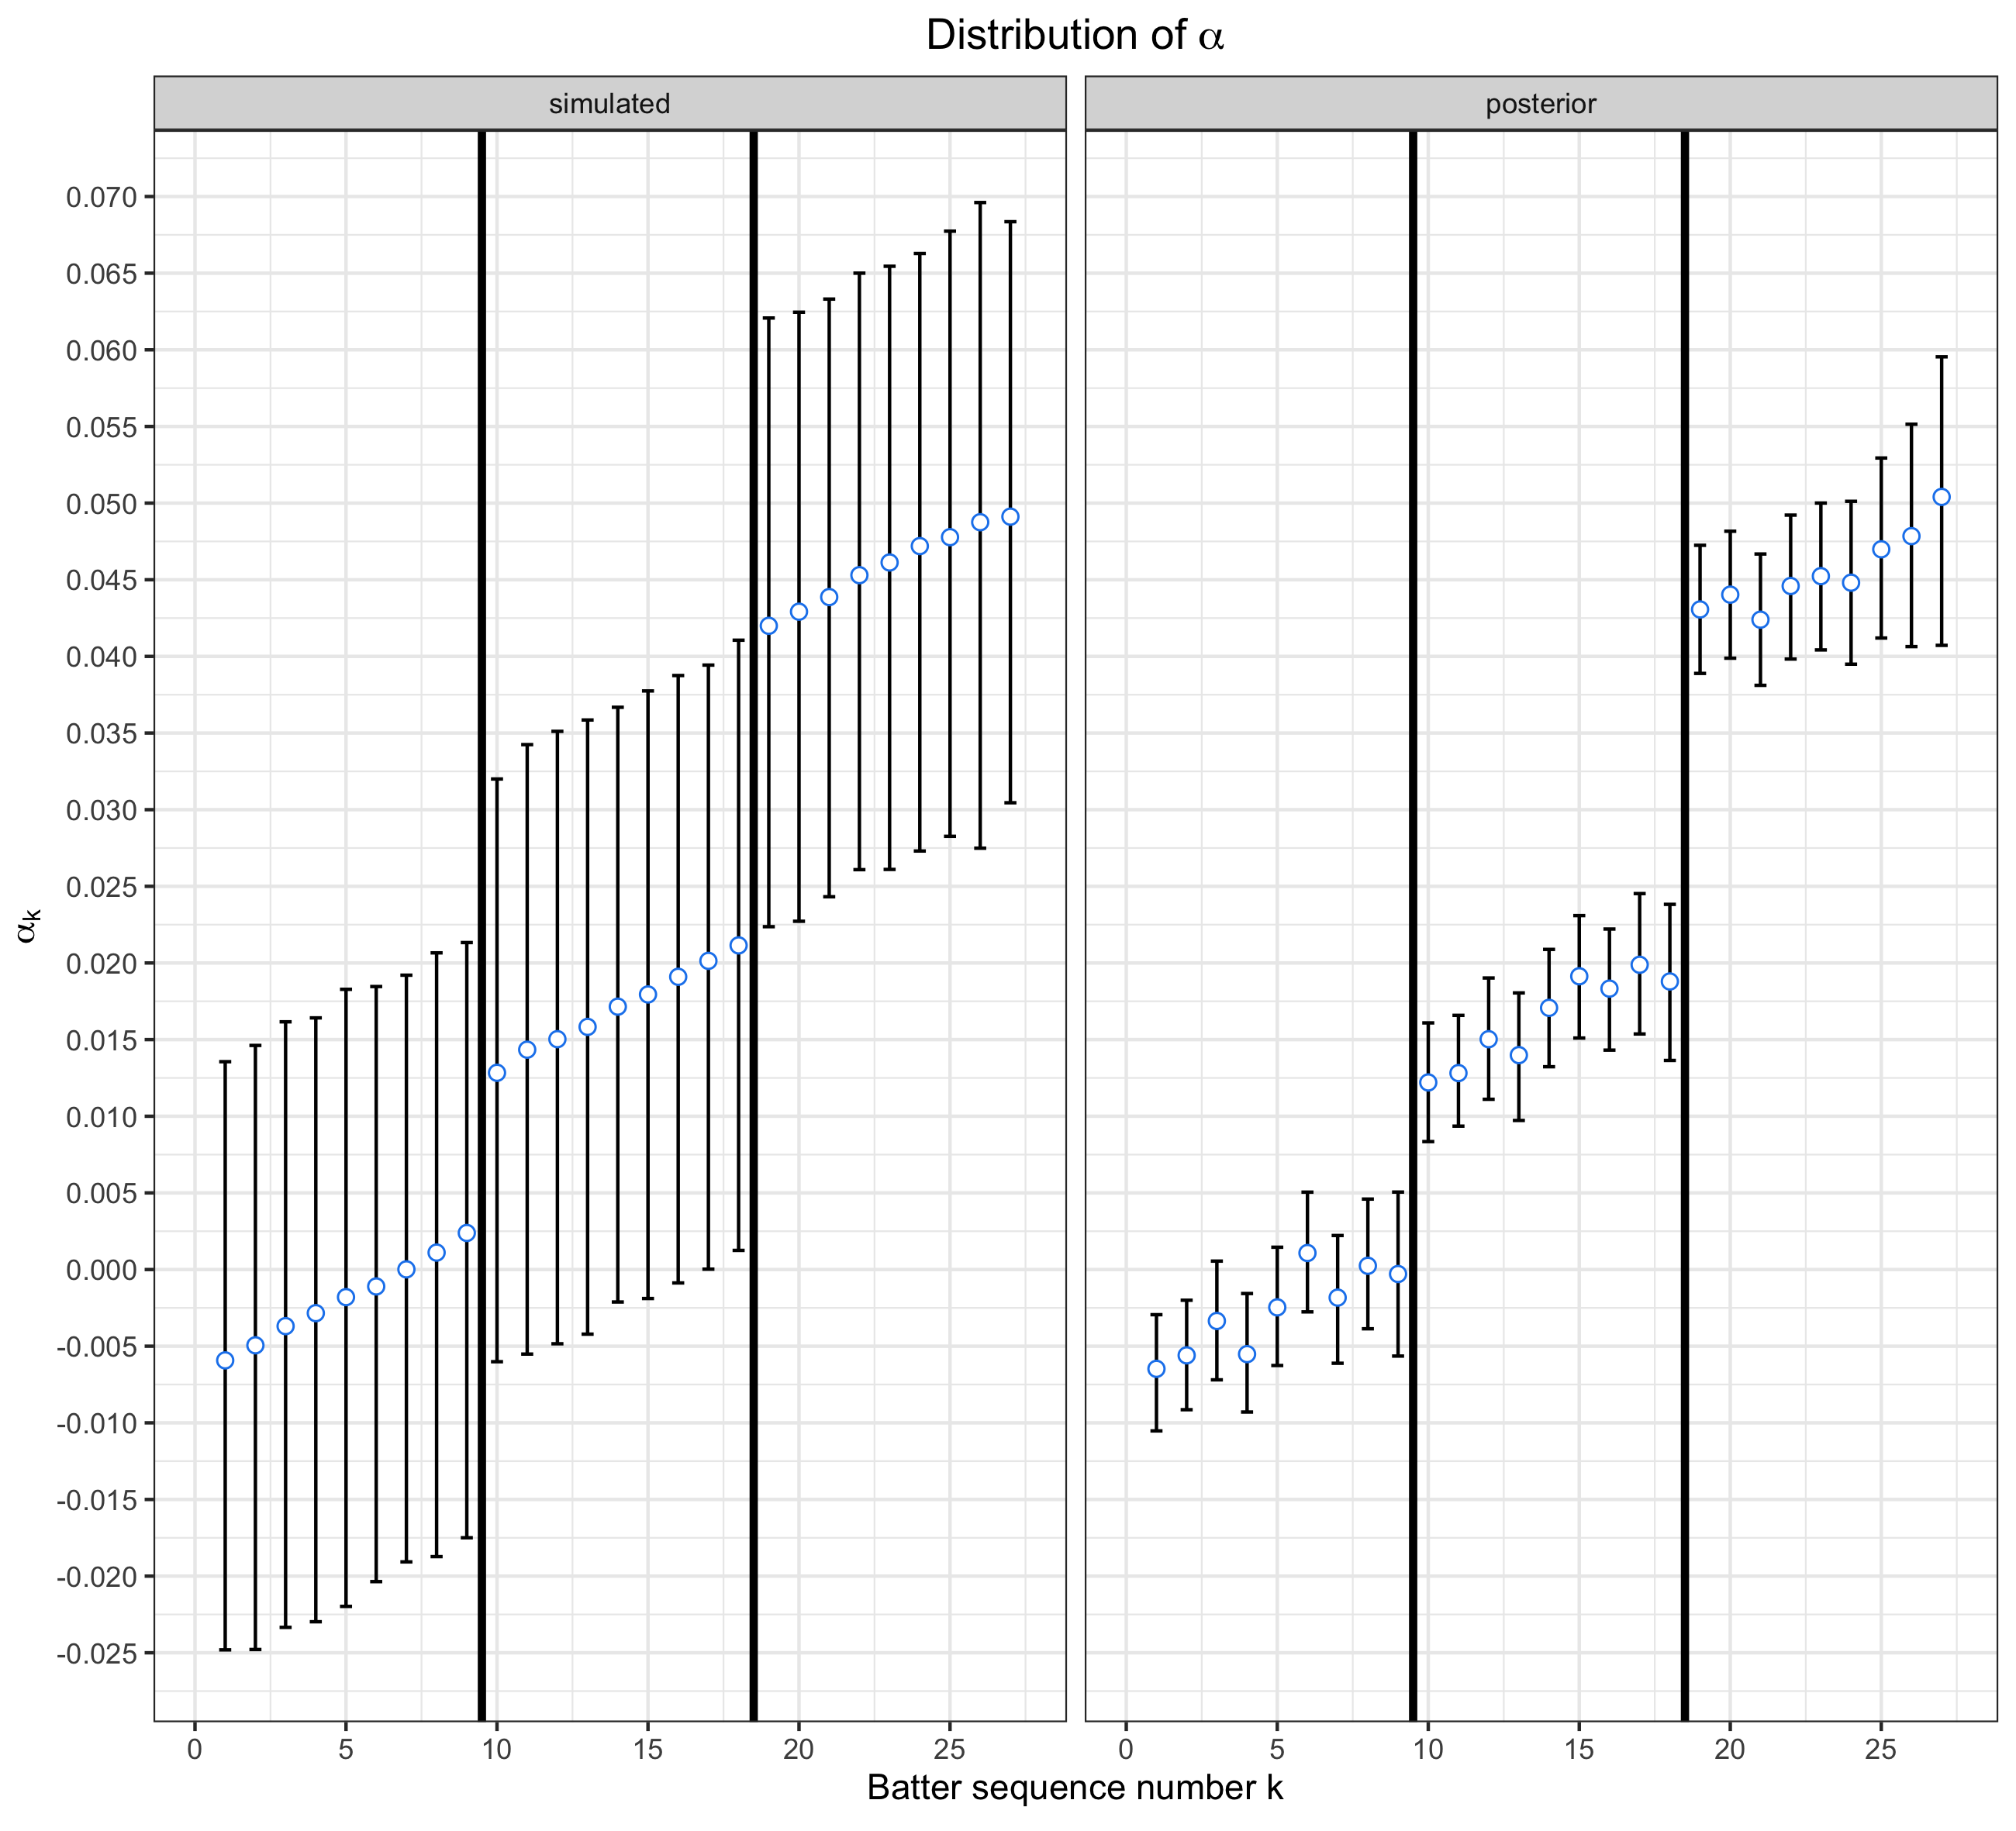 Distribution of α
simulated
posterior
0.070
0.065
0.060
0.055
0.050
0.045
0.040
0.035
0.030
0.025
0.020
0.015
0.010
0.005
0.000
-0.005
-0.010
-0.015
-0.020
-0.025
αk
0 5 10 15 20 25
0 5 10 15 20 25
Batter sequence number k